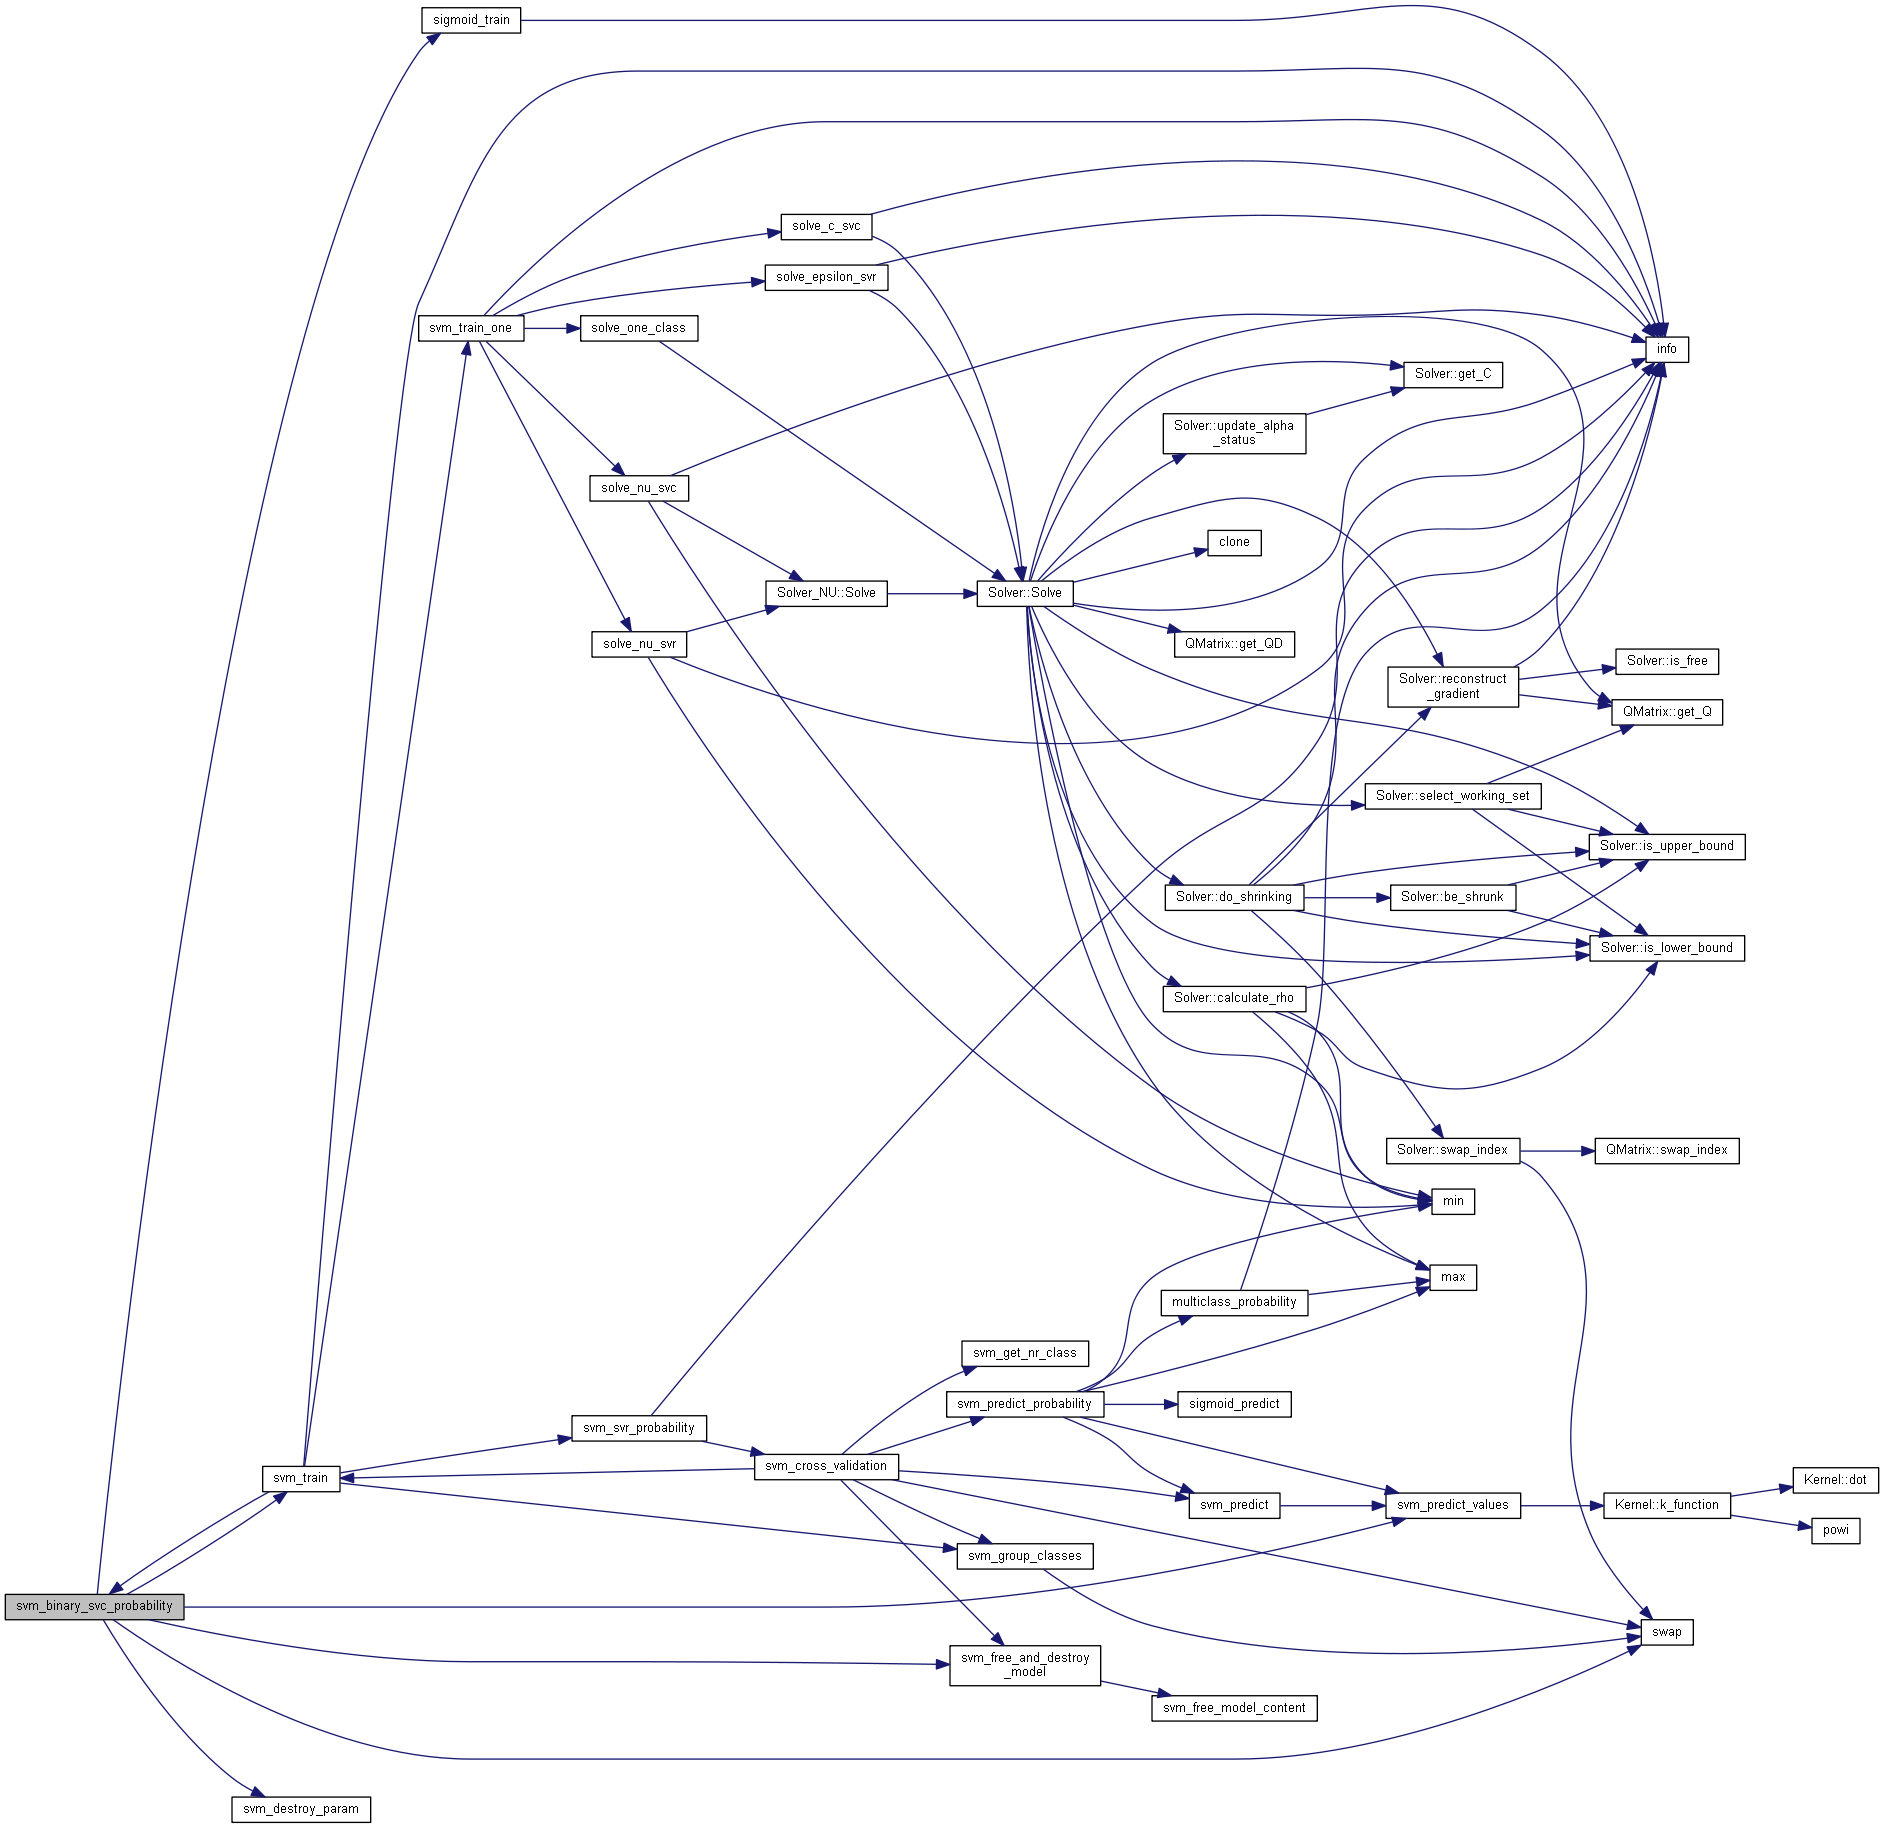 sigmoid_train
solve_c_svc
solve_epsilon_svr
svm_train_one
solve_one_class
info
Solver::get_C
Solver::update_alpha
_status
solve_nu_svc
clone
Solver_NU::Solve
Solver::Solve
solve_nu_svr
QMatrix::get_QD
Solver::is_free
Solver::reconstruct
_gradient
QMatrix::get_Q
Solver::select_working_set
Solver::is_upper_bound
Solver::do_shrinking
Solver::be_shrunk
Solver::is_lower_bound
Solver::calculate_rho
Solver::swap_index
QMatrix::swap_index
min
max
multiclass_probability
svm_get_nr_class
svm_predict_probability
sigmoid_predict
svm_svr_probability
svm_cross_validation
svm_train
Kernel::dot
svm_predict
svm_predict_values
Kernel::k_function
powi
svm_group_classes
svm_binary_svc_probability
swap
svm_free_and_destroy
_model
svm_free_model_content
svm_destroy_param